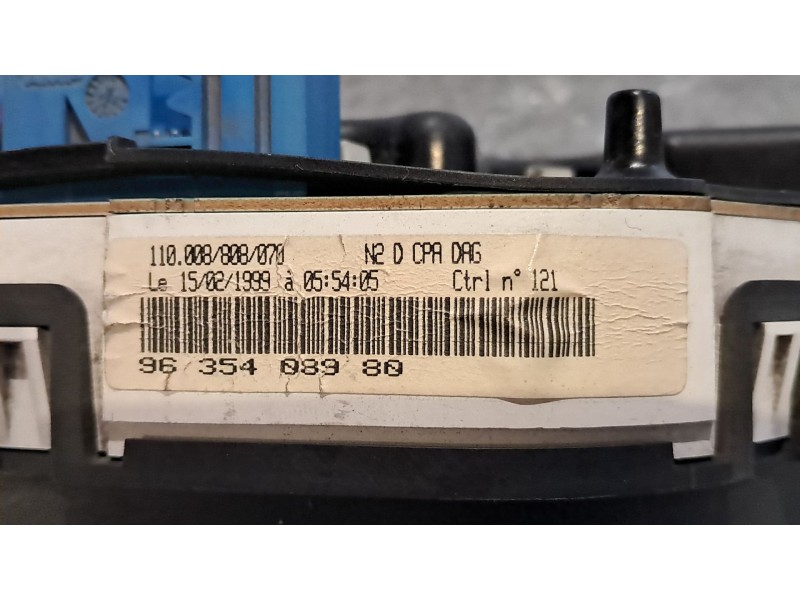 110.008/808/070 N2 D CPA DAG
Le 15/02/1999 à 05:54:05 Ctrl n° 121
96 354 089 80